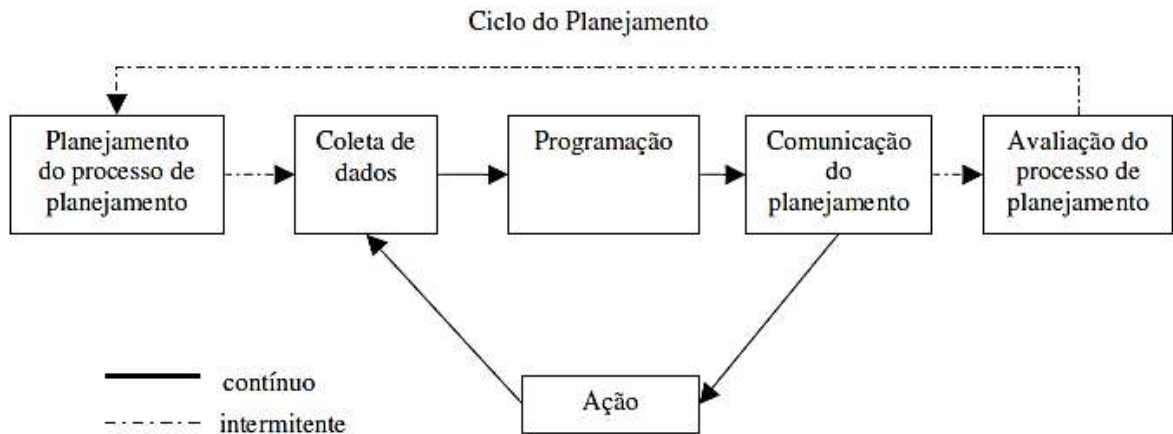 Ciclo do Planejamento
Planejamento
do processo de
planejamento
Coleta de
dados
Programação
Comunicação
do
planejamento
Avaliação do
processo de
planejamento
Ação
contínuo
intermitente